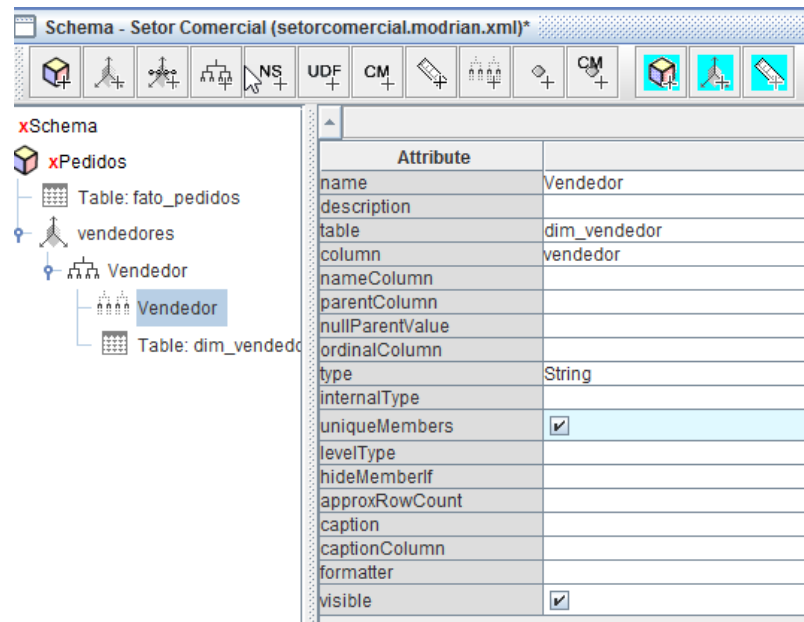 Schema - Setor Comercial (setorcomercial.modrian.xml)*
NS UDF CM CM
xSchema
xPedidos
Table: fato_pedidos
vendedores
Vendedor
Vendedor
Table: dim_vendedo
Attribute
name Vendedor
description
table dim_vendedor
column vendedor
nameColumn
parentColumn
nullParentValue
ordinalColumn
type String
internalType
uniqueMembers
levelType
hideMemberIf
approxRowCount
caption
captionColumn
formatter
visible